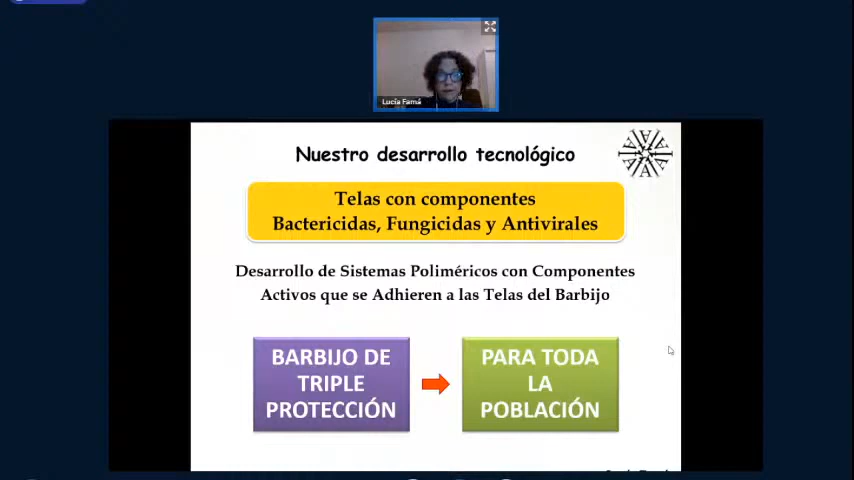 Lucía Famá
Nuestro desarrollo tecnológico
Telas con componentes
Bactericidas, Fungicidas y Antivirales
Desarrollo de Sistemas Poliméricos con Componentes
Activos que se Adhieren a las Telas del Barbijo
BARBIJO DE
TRIPLE
PROTECCIÓN
PARA TODA
LA
POBLACIÓN